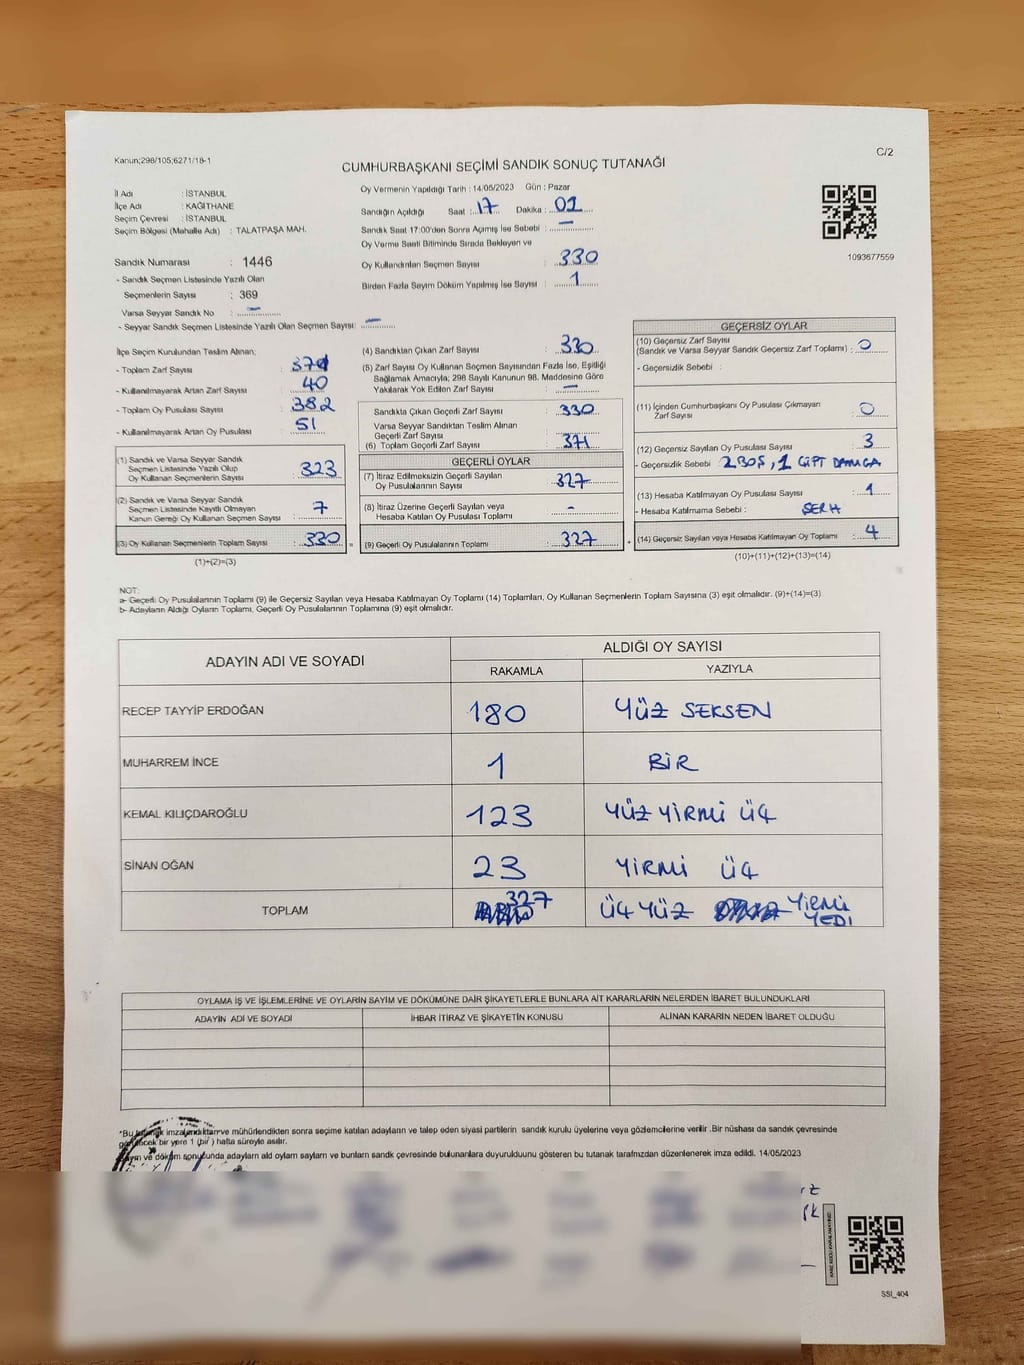 Kanun;298/105;6271/18-1
C/2
CUMHURBAŞKANI SEÇİMİ SANDIK SONUÇ TUTANAĞI
İl Adı : İSTANBUL
İlçe Adı : KAĞITHANE
Seçim Çevresi : İSTANBUL
Seçim Bölgesi (Mahalle Adı) : TALATPAŞA MAH.
Sandık Numarası : 1446
- Sandık Seçmen Listesinde Yazılı Olan
Seçmenlerin Sayısı : 369
Varsa Seyyar Sandık No : –
- Seyyar Sandık Seçmen Listesinde Yazılı Olan Seçmen Sayısı: –
Oy Vermenin Yapıldığı Tarih : 14/05/2023 Gün : Pazar
Sandığın Açıldığı Saat :17 Dakika : 01
Sandık Saat 17:00'den Sonra Açımış İse Sebebi : –
Oy Verme Saati Bitiminde Sırada Bekleyen ve
Oy Kullandırılan Seçmen Sayısı : 330
Birden Fazla Sayım Döküm Yapılmış İse Sayısı : 1
1093677559
İlçe Seçim Kurulundan Teslim Alınan;
- Toplam Zarf Sayısı : 371
- Kullanılmayarak Artan Zarf Sayısı : 40
- Toplam Oy Pusulası Sayısı : 382
- Kullanılmayarak Artan Oy Pusulası : 51
(1) Sandık ve Varsa Seyyar Sandık
Seçmen Listesinde Yazılı Olup
Oy Kullanan Seçmenlerin Sayısı : 323
(2) Sandık ve Varsa Seyyar Sandık
Seçmen Listesinde Kayıtlı Olmayan
Kanun Gereği Oy Kullanan Seçmen Sayısı : 7
(3) Oy Kullanan Seçmenlerin Toplam Sayısı : 330
(1)+(2)=(3)
(4) Sandıktan Çıkan Zarf Sayısı : 330
(5) Zarf Sayısı Oy Kullanan Seçmen Sayısından Fazla İse, Eşitliği
Sağlamak Amacıyla; 298 Sayılı Kanunun 98. Maddesine Göre
Yakılarak Yok Edilen Zarf Sayısı : –
Sandıkta Çıkan Geçerli Zarf Sayısı : 330
Varsa Seyyar Sandıktan Teslim Alınan
Geçerli Zarf Sayısı :
(6) Toplam Geçerli Zarf Sayısı : 371
GEÇERLİ OYLAR
(7) İtiraz Edilmeksizin Geçerli Sayılan
Oy Pusulalarının Sayısı : 327
(8) İtiraz Üzerine Geçerli Sayılan veya
Hesaba Katılan Oy Pusulası Toplamı : -
(9) Geçerli Oy Pusulalarının Toplamı : 327
GEÇERSİZ OYLAR
(10) Geçersiz Zarf Sayısı
(Sandık ve Varsa Seyyar Sandık Geçersiz Zarf Toplamı) : 0
- Geçersizlik Sebebi :
(11) İçinden Cumhurbaşkanı Oy Pusulası Çıkmayan
Zarf Sayısı : 0
(12) Geçersiz Sayılan Oy Pusulası Sayısı : 3
- Geçersizlik Sebebi 2 BOŞ, 1 ÇİFT DAMGA
(13) Hesaba Katılmayan Oy Pusulası Sayısı : 1
- Hesaba Katılmama Sebebi : SERH
(14) Geçersiz Sayılan veya Hesaba Katılmayan Oy Toplamı : 4
(10)+(11)+(12)+(13)=(14)
NOT:
a- Geçerli Oy Pusulalarının Toplamı (9) ile Geçersiz Sayılan veya Hesaba Katılmayan Oy Toplamı (14) Toplamları, Oy Kullanan Seçmenlerin Toplam Sayısına (3) eşit olmalıdır. (9)+(14)=(3)
b- Adayların Aldığı Oyların Toplamı, Geçerli Oy Pusulalarının Toplamına (9) eşit olmalıdır.
ADAYIN ADI VE SOYADI ALDIĞI OY SAYISI
RAKAMLA YAZIYLA
RECEP TAYYİP ERDOĞAN 180 YÜZ SEKSEN
MUHARREM İNCE 1 BİR
KEMAL KILIÇDAROĞLU 123 YÜZ YİRMİ ÜÇ
SİNAN OĞAN 23 YİRMİ ÜÇ
TOPLAM 327 ÜÇ YÜZ YİRMİ
YEDİ
OYLAMA İŞ VE İŞLEMLERİNE VE OYLARIN SAYIM VE DÖKÜMÜNE DAİR ŞİKAYETLERLE BUNLARA AİT KARARLARIN NELERDEN İBARET BULUNDUKLARI
ADAYIN ADI VE SOYADI İHBAR İTİRAZ VE ŞİKAYETİN KONUSU ALINAN KARARIN NEDEN İBARET OLDUĞU
*Bu imzalandıktan ve mühürlendikten sonra seçime katılan adayların ve talep eden siyasi partilerin sandık kurulu üyelerine veya gözlemcilerine verilir .Bir nüshası da sandık çevresinde
bir yere 1 (bir ) hafta süreyle asılır.
ve döküm sonucunda adayların ald oyların sayların ve bunların sandık çevresinde bulunanlara duyurulduunu gösteren bu tutanak tarafımızdan düzenlenerek imza edildi. 14/05/2023
SSI_404